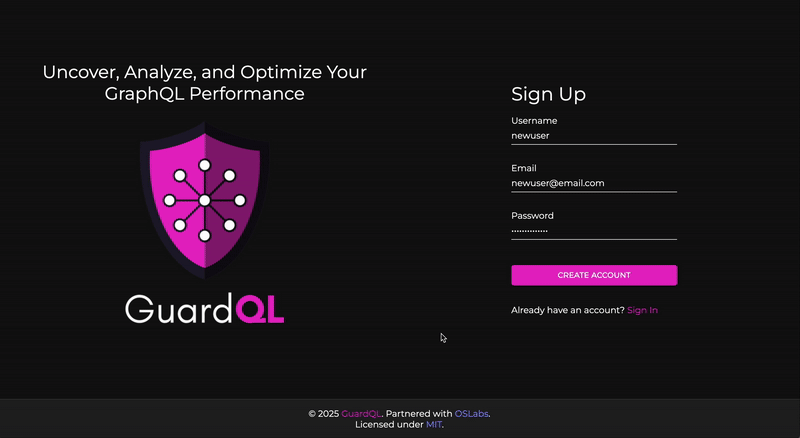 Uncover, Analyze, and Optimize Your
GraphQL Performance
GuardQL
Sign Up
Username
newuser
Email
newuser@email.com
Password
••••••••••••••
CREATE ACCOUNT
Already have an account? Sign In
© 2025 GuardQL. Partnered with OSLabs.
Licensed under MIT.